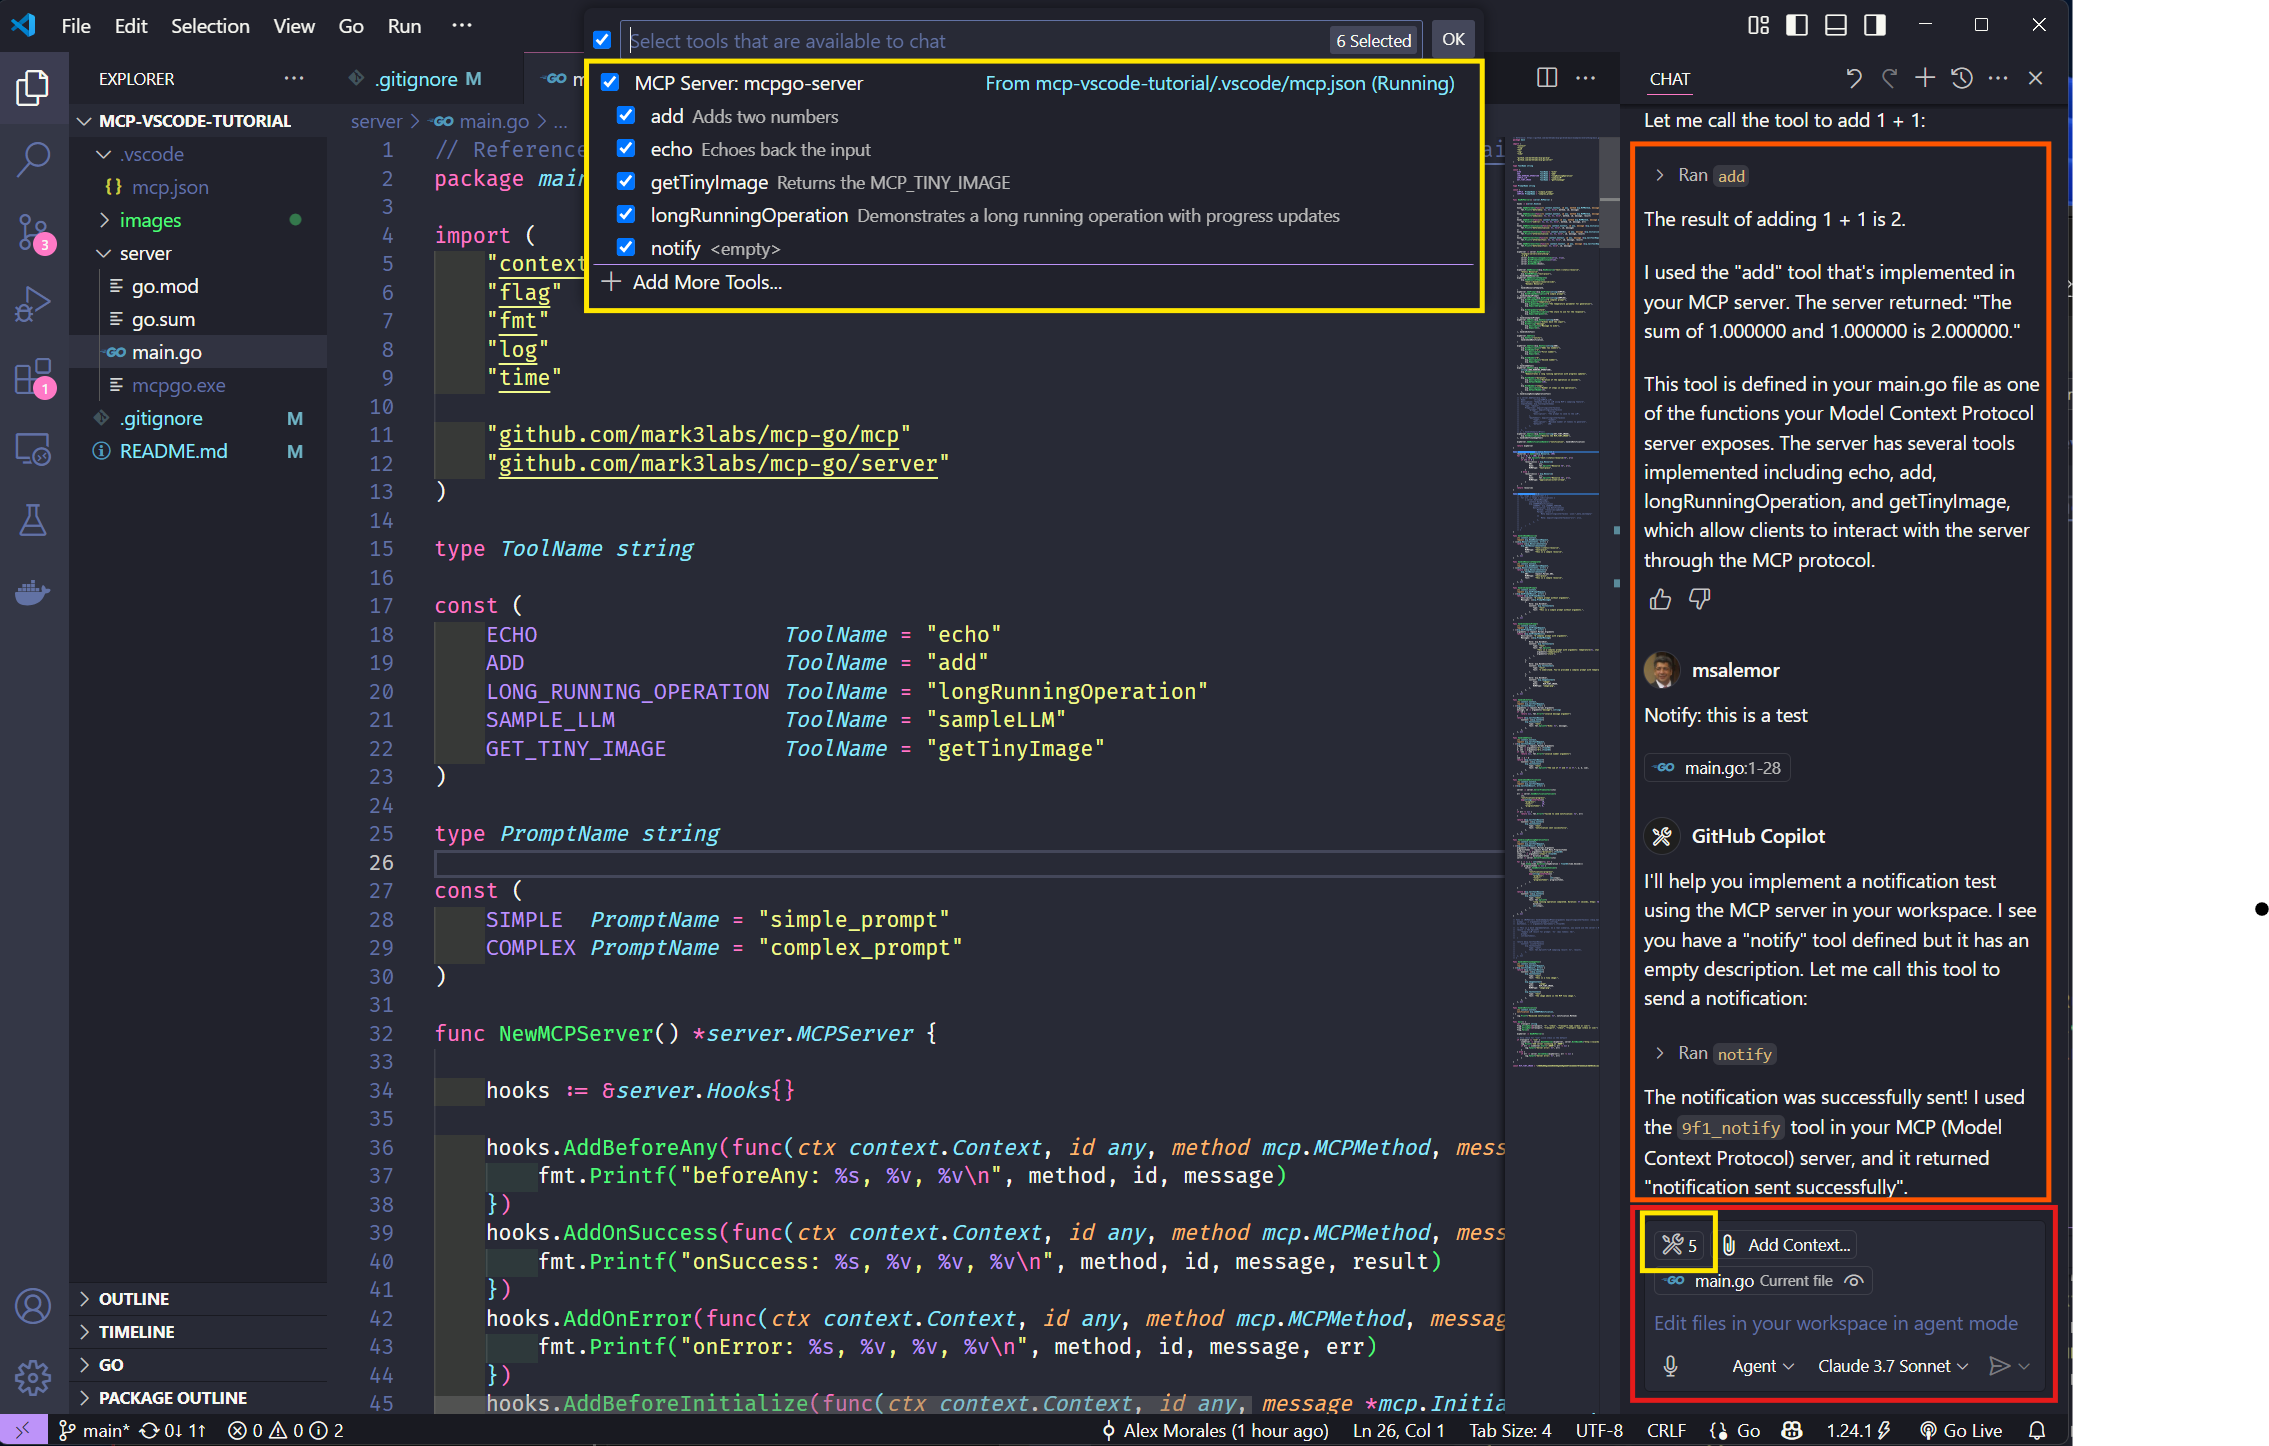 File Edit Selection View Go Run ···
Select tools that are available to chat 6 Selected OK
MCP Server: mcpgo-server From mcp-vscode-tutorial/.vscode/mcp.json (Running)
add Adds two numbers
echo Echoes back the input
getTinyImage Returns the MCP_TINY_IMAGE
longRunningOperation Demonstrates a long running operation with progress updates
notify <empty>
Add More Tools...
EXPLORER ···
MCP-VSCODE-TUTORIAL
.vscode
{} mcp.json
images
server
go.mod
go.sum
GO main.go
mcpgo.exe
.gitignore M
README.md M
3
1
OUTLINE
TIMELINE
GO
PACKAGE OUTLINE
.gitignore M
server > GO main.go > ...
1 // Reference
2 package main
3
4 import (
5 "context
6 "flag"
7 "fmt"
8 "log"
9 "time"
10
11 "github.com/mark3labs/mcp-go/mcp"
12 "github.com/mark3labs/mcp-go/server"
13 )
14
15 type ToolName string
16
17 const (
18 ECHO ToolName = "echo"
19 ADD ToolName = "add"
20 LONG_RUNNING_OPERATION ToolName = "longRunningOperation"
21 SAMPLE_LLM ToolName = "sampleLLM"
22 GET_TINY_IMAGE ToolName = "getTinyImage"
23 )
24
25 type PromptName string
26
27 const (
28 SIMPLE PromptName = "simple_prompt"
29 COMPLEX PromptName = "complex_prompt"
30 )
31
32 func NewMCPServer() *server.MCPServer {
33
34 hooks := &server.Hooks{}
35
36 hooks.AddBeforeAny(func(ctx context.Context, id any, method mcp.MCPMethod, mess
37 fmt.Printf("beforeAny: %s, %v, %v\n", method, id, message)
38 })
39 hooks.AddOnSuccess(func(ctx context.Context, id any, method mcp.MCPMethod, mess
40 fmt.Printf("onSuccess: %s, %v, %v, %v\n", method, id, message, result)
41 })
42 hooks.AddOnError(func(ctx context.Context, id any, method mcp.MCPMethod, messag
43 fmt.Printf("onError: %s, %v, %v, %v\n", method, id, message, err)
44 })
45 hooks.AddBeforeInitialize(func(ctx context.Context, id any, message *mcp.Initia
CHAT
Let me call the tool to add 1 + 1:
Ran add
The result of adding 1 + 1 is 2.
I used the "add" tool that's implemented in
your MCP server. The server returned: "The
sum of 1.000000 and 1.000000 is 2.000000."
This tool is defined in your main.go file as one
of the functions your Model Context Protocol
server exposes. The server has several tools
implemented including echo, add,
longRunningOperation, and getTinyImage,
which allow clients to interact with the server
through the MCP protocol.
msalemor
Notify: this is a test
GO main.go:1-28
GitHub Copilot
I'll help you implement a notification test
using the MCP server in your workspace. I see
you have a "notify" tool defined but it has an
empty description. Let me call this tool to
send a notification:
Ran notify
The notification was successfully sent! I used
the 9f1_notify tool in your MCP (Model
Context Protocol) server, and it returned
"notification sent successfully".
5 Add Context...
GO main.go Current file
Edit files in your workspace in agent mode
Agent Claude 3.7 Sonnet
main* 0↓ 1↑ 0 0 2 Alex Morales (1 hour ago) Ln 26, Col 1 Tab Size: 4 UTF-8 CRLF Go 1.24.1 Go Live